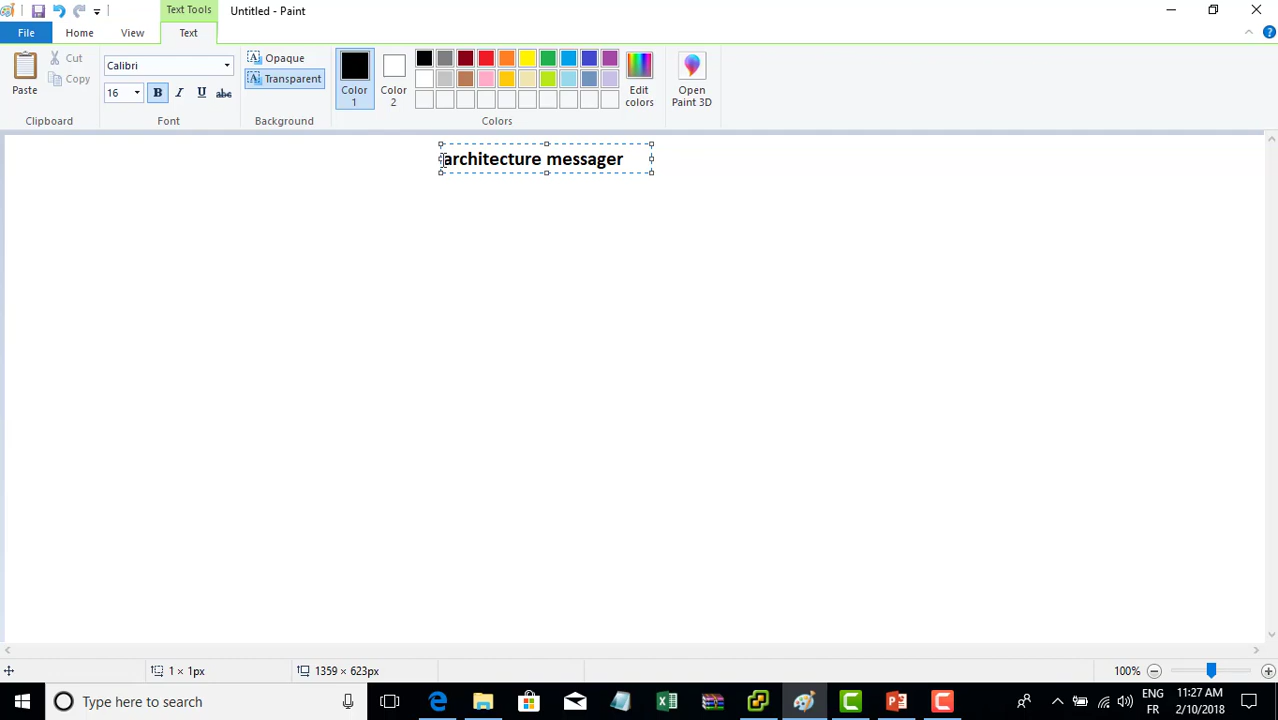 Text Tools
Untitled - Paint
File
Home
View
Text
Paste
Cut
Copy
Clipboard
Calibri
16
B
I
U
abc
Font
Opaque
Transparent
Background
Color 1
Color 2
Edit colors
Colors
Open Paint 3D
architecture messager
1 × 1px
1359 × 623px
100%
Type here to search
ENG
FR
11:27 AM
2/10/2018